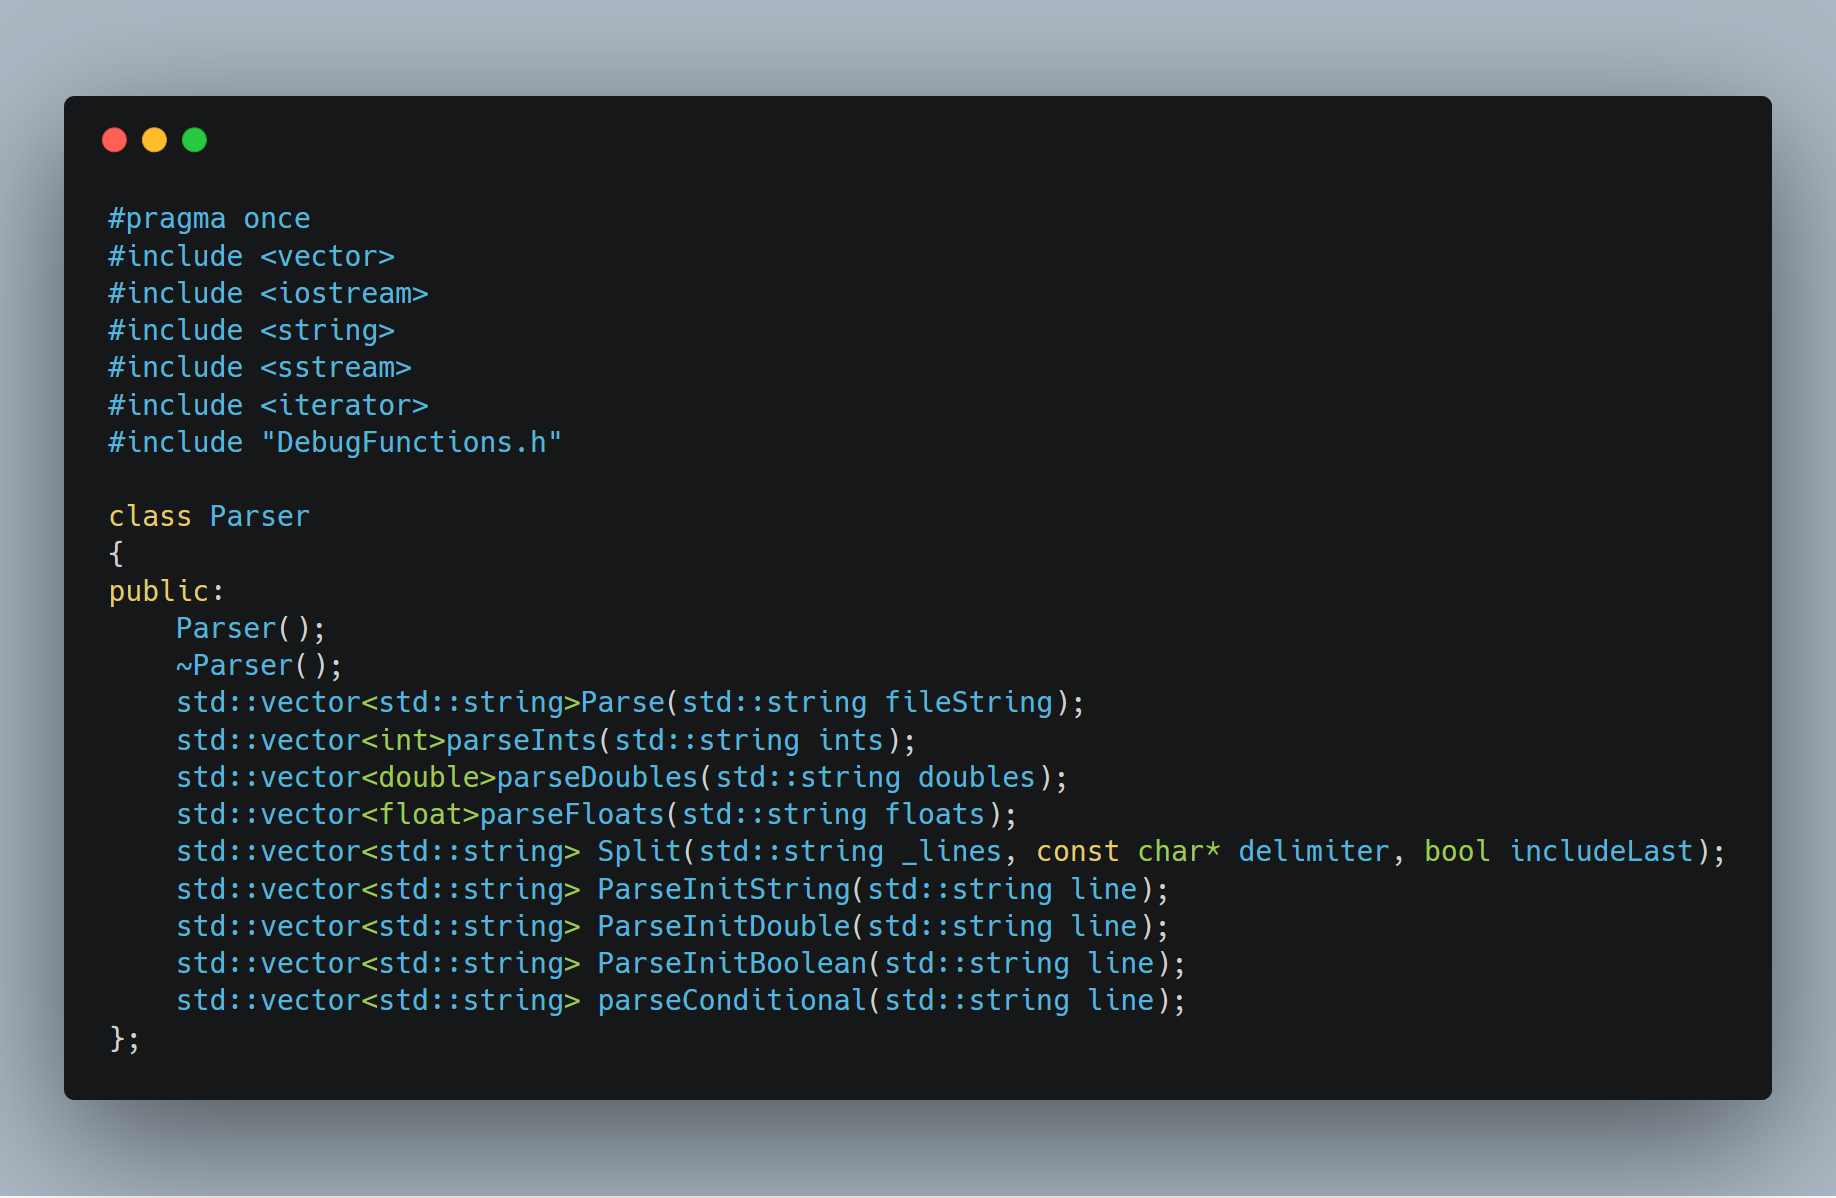 #pragma once
#include <vector>
#include <iostream>
#include <string>
#include <sstream>
#include <iterator>
#include "DebugFunctions.h"

class Parser
{
public:
    Parser();
    ~Parser();
    std::vector<std::string>Parse(std::string fileString);
    std::vector<int>parseInts(std::string ints);
    std::vector<double>parseDoubles(std::string doubles);
    std::vector<float>parseFloats(std::string floats);
    std::vector<std::string> Split(std::string _lines, const char* delimiter, bool includeLast);
    std::vector<std::string> ParseInitString(std::string line);
    std::vector<std::string> ParseInitDouble(std::string line);
    std::vector<std::string> ParseInitBoolean(std::string line);
    std::vector<std::string> parseConditional(std::string line);
};